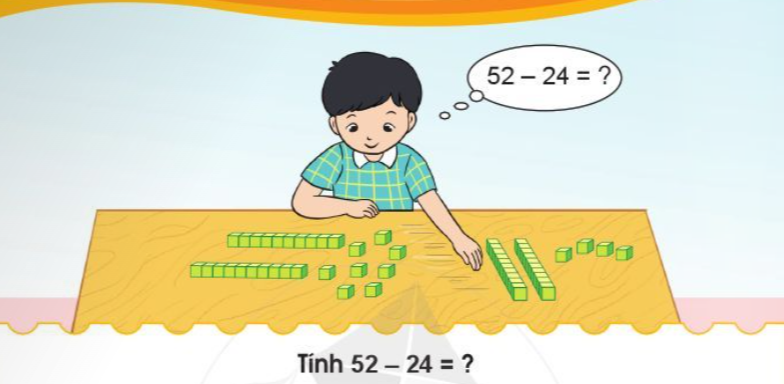 52 – 24 = ?
Tính 52 – 24 = ?